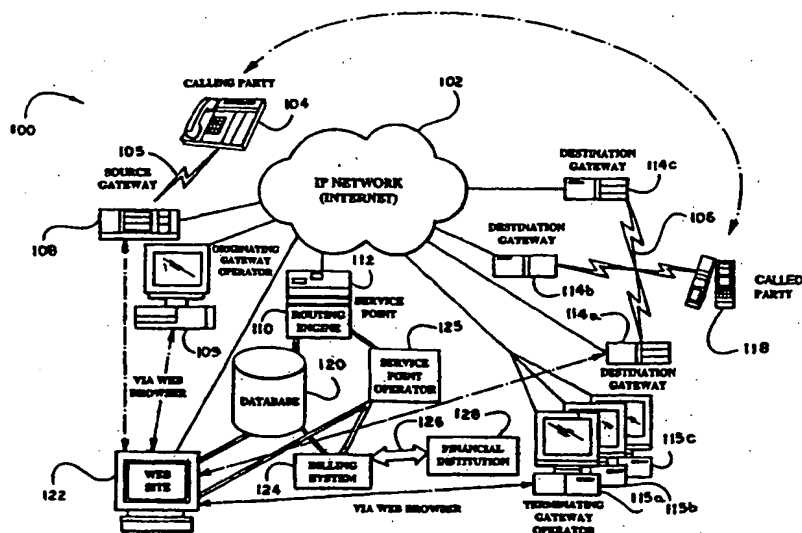 CALLING PARTY
104
102
100
105
SOURCE
GATEWAY
108
IP NETWORK
(INTERNET)
DESTINATION
GATEWAY
114c
106
DESTINATION
GATEWAY
114b
CALLED
PARTY
118
ORIGINATING GATEWAY
OPERATOR
109
112
SERVICE
POINT
110
ROUTING
ENGINE
125
SERVICE
POINT
OPERATOR
114a
DESTINATION
GATEWAY
VIA WEB
BROWSER
120
DATABASE
126
128
FINANCIAL
INSTITUTION
122
WEB
SITE
124
BILLING
SYSTEM
VIA WEB BROWSER
115c
115b
115a
TERMINATING GATEWAY
OPERATOR